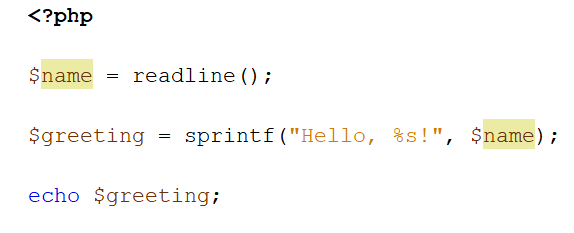 <?php
$name = readline();
$greeting = sprintf("Hello, %s!", $name);
echo $greeting;